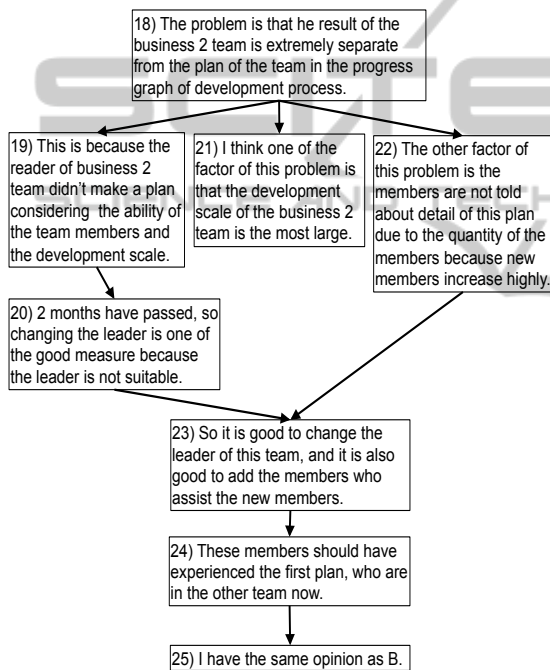 18) The problem is that he result of the
business 2 team is extremely separate
from the plan of the team in the progress
graph of development process.
19) This is because the
reader of business 2
team didn't make a plan
considering the ability of
the team members and
the development scale.
21) I think one of the
factor of this problem is
that the development
scale of the business 2
team is the most large.
22) The other factor of
this problem is the
members are not told
about detail of this plan
due to the quantity of the
members because new
members increase highly.
20) 2 months have passed, so
changing the leader is one of
the good measure because
the leader is not suitable.
23) So it is good to change the
leader of this team, and it is also
good to add the members who
assist the new members.
24) These members should have
experienced the first plan, who are
in the other team now.
25) I have the same opinion as B.